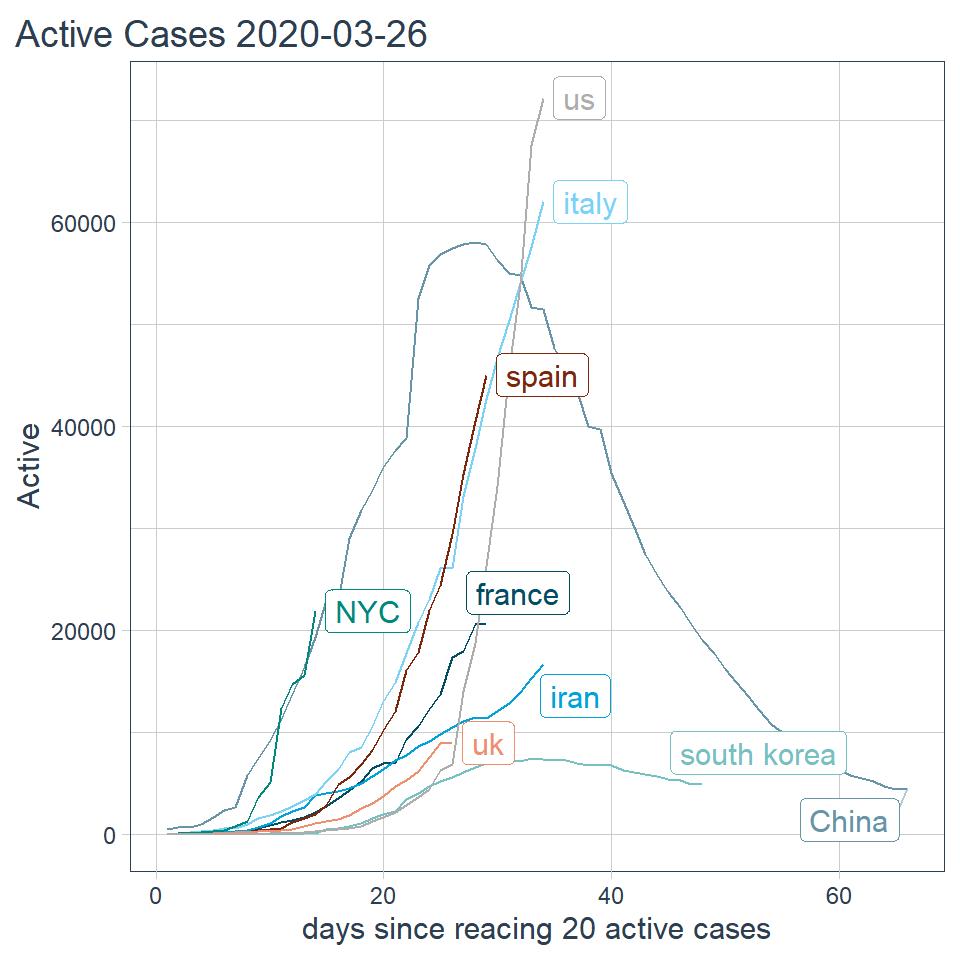 Active Cases 2020-03-26
us
italy
60000
spain
40000
Active
france
NYC
20000
iran
uk
south korea
China
0
0 20 40 60
days since reacing 20 active cases